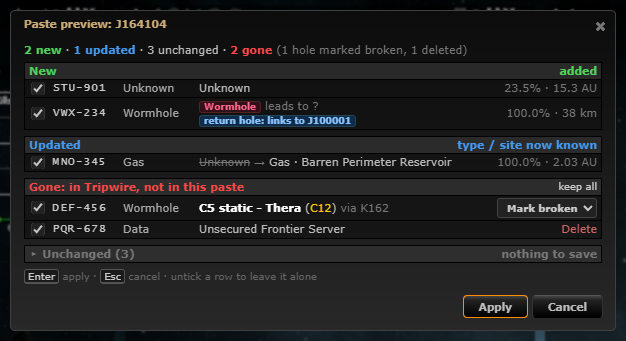 Paste preview: J164104
2 new · 1 updated · 3 unchanged · 2 gone (1 hole marked broken, 1 deleted)
New added
STU-901 Unknown Unknown 23.5% · 15.3 AU
VWX-234 Wormhole Wormhole leads to ? 100.0% · 38 km
return hole: links to J100001
Updated type / site now known
MNO-345 Gas Unknown → Gas · Barren Perimeter Reservoir 100.0% · 2.03 AU
Gone: in Tripwire, not in this paste keep all
DEF-456 Wormhole C5 static - Thera (C12) via K162 Mark broken
PQR-678 Data Unsecured Frontier Server Delete
▸ Unchanged (3) nothing to save
Enter apply · Esc cancel · untick a row to leave it alone
Apply Cancel